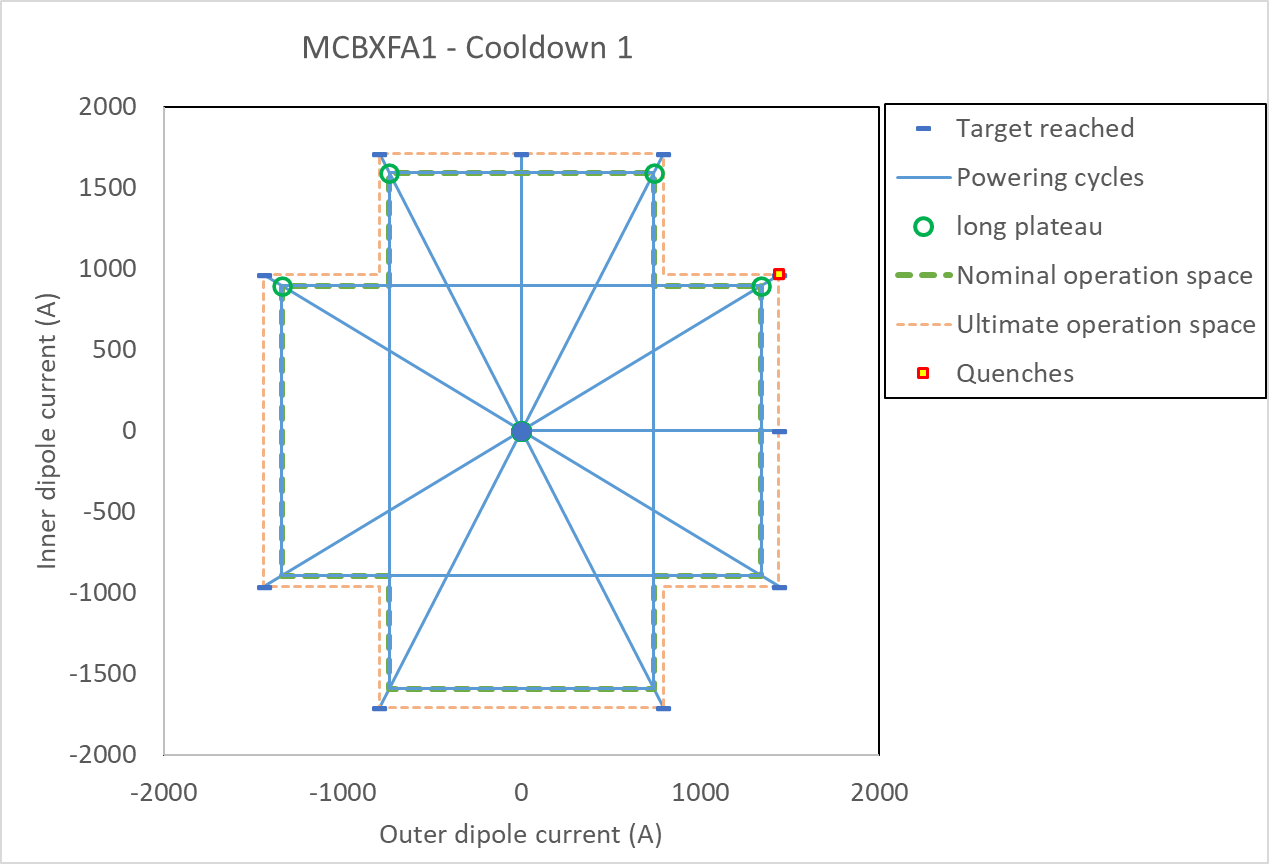 MCBXFA1 - Cooldown 1
2000
1500
1000
500
0
-500
-1000
-1500
-2000
Inner dipole current (A)
-2000
-1000
0
1000
2000
Outer dipole current (A)
Target reached
Powering cycles
long plateau
Nominal operation space
Ultimate operation space
Quenches